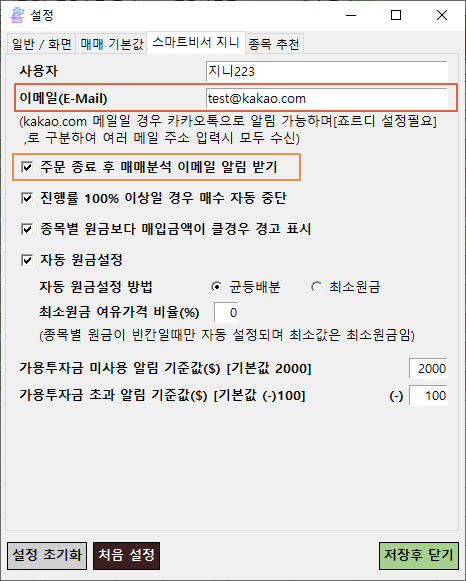 설정
일반 / 화면 매매 기본값 스마트비서 지니 종목 추천
사용자 지니223
이메일(E-Mail) test@kakao.com
(kakao.com 메일일 경우 카카오톡으로 알림 가능하며[죠르디 설정필요]
,로 구분하여 여러 메일 주소 입력시 모두 수신)
주문 종료 후 매매분석 이메일 알림 받기
진행률 100% 이상일 경우 매수 자동 중단
종목별 원금보다 매입금액이 클경우 경고 표시
자동 원금설정
자동 원금설정 방법 균등배분 최소원금
최소원금 여유가격 비율(%) 0
(종목별 원금이 빈칸일때만 자동 설정되며 최소값은 최소원금임)
가용투자금 미사용 알림 기준값($) [기본값 2000] 2000
가용투자금 초과 알림 기준값($) [기본값 (-)100] (-) 100
설정 초기화 처음 설정 저장후 닫기